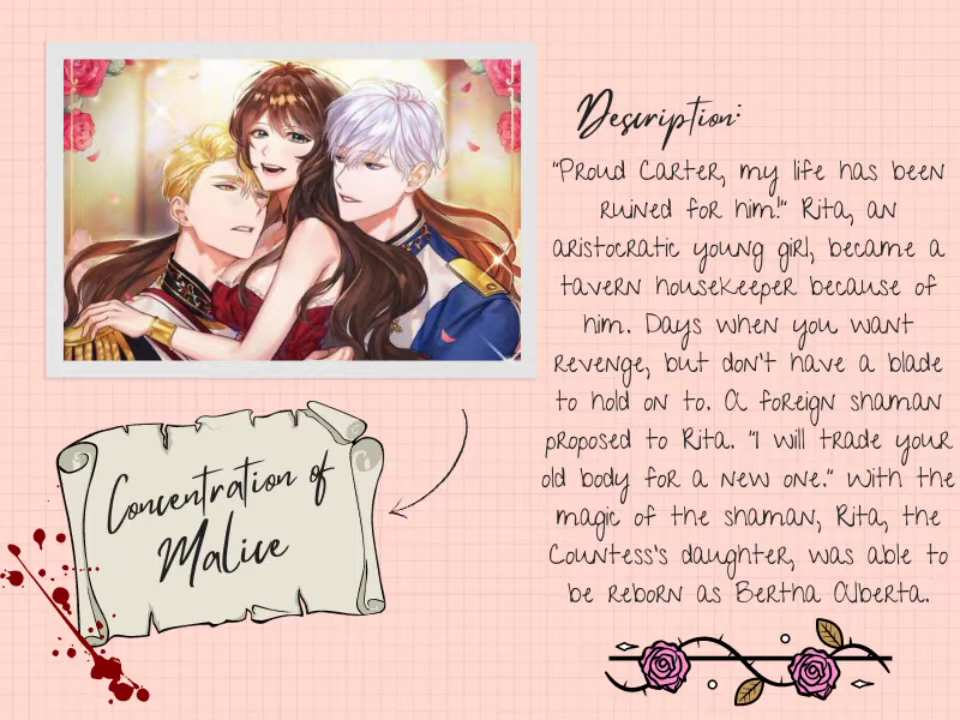 Description:
"Proud Carter, my life has been
ruined for him!" Rita, an
aristocratic young girl, became a
tavern housekeeper because of
him. Days when you want
revenge, but don't have a blade
to hold on to. A foreign shaman
proposed to Rita. "I will trade your
old body for a new one." With the
magic of the shaman, Rita, the
Countess's daughter, was able to
be reborn as Bertha Alberta.
Concentration of
Malice